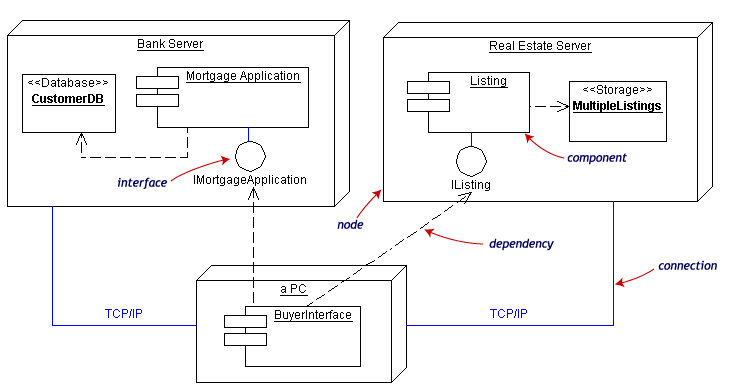 Bank Server
Real Estate Server
<<Database>>
CustomerDB
Mortgage Application
Listing
<<Storage>>
MultipleListings
component
interface
IMortgageApplication
IListing
node
dependency
connection
a PC
TCP/IP
BuyerInterface
TCP/IP